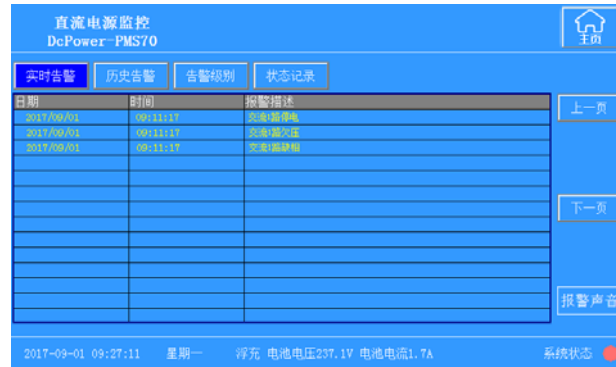 直流电源监控
DcPower-PMS70
主页
实时告警 历史告警 告警级别 状态记录
日期 时间 报警描述
2017/09/01 09:11:17 交流1路停电
2017/09/01 09:11:17 交流1路欠压
2017/09/01 09:11:17 交流1路缺相
上一页
下一页
报警声音
2017-09-01 09:27:11 星期一 浮充 电池电压237.1V 电池电流1.7A 系统状态